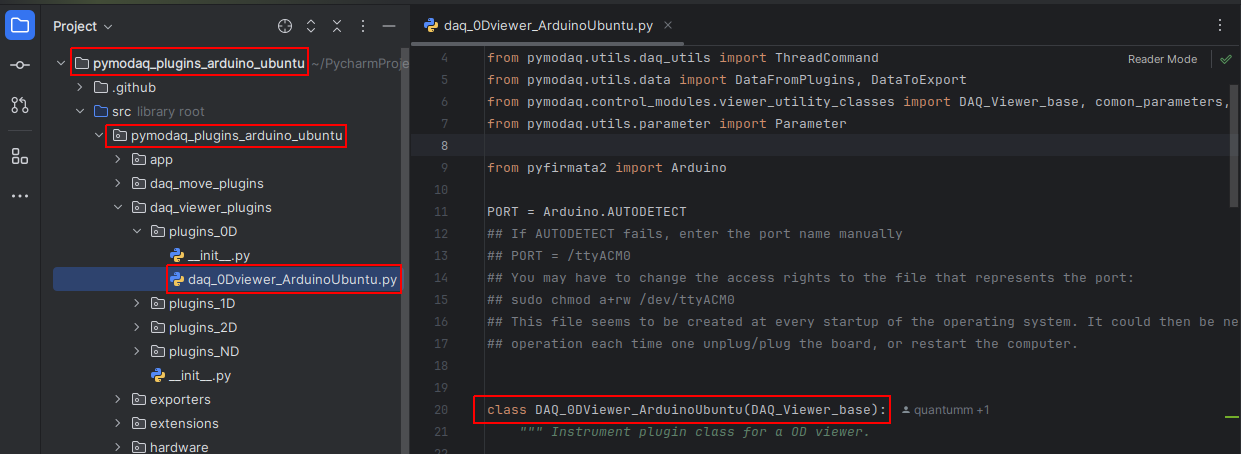 Project
pymodaq_plugins_arduino_ubuntu ~/PycharmProje
.github
src library root
pymodaq_plugins_arduino_ubuntu
app
daq_move_plugins
daq_viewer_plugins
plugins_0D
__init__.py
daq_0Dviewer_ArduinoUbuntu.py
plugins_1D
plugins_2D
plugins_ND
__init__.py
exporters
extensions
hardware
daq_0Dviewer_ArduinoUbuntu.py
Reader Mode
4 from pymodaq.utils.daq_utils import ThreadCommand
5 from pymodaq.utils.data import DataFromPlugins, DataToExport
6 from pymodaq.control_modules.viewer_utility_classes import DAQ_Viewer_base, comon_parameters,
7 from pymodaq.utils.parameter import Parameter
8
9 from pyfirmata2 import Arduino
10
11 PORT = Arduino.AUTODETECT
12 ## If AUTODETECT fails, enter the port name manually
13 ## PORT = /ttyACM0
14 ## You may have to change the access rights to the file that represents the port:
15 ## sudo chmod a+rw /dev/ttyACM0
16 ## This file seems to be created at every startup of the operating system. It could then be ne
17 ## operation each time one unplug/plug the board, or restart the computer.
18
19
20 class DAQ_0DViewer_ArduinoUbuntu(DAQ_Viewer_base): quantumm +1
21 """ Instrument plugin class for a OD viewer.